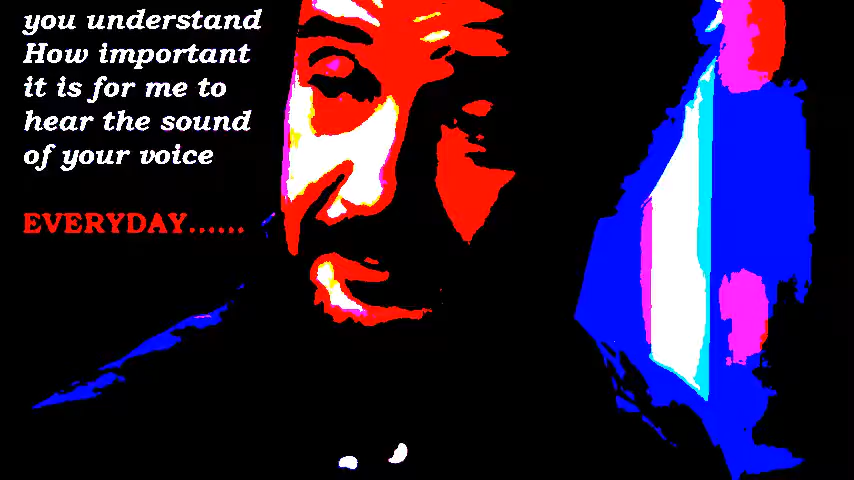 you understand
How important
it is for me to
hear the sound
of your voice
EVERYDAY......